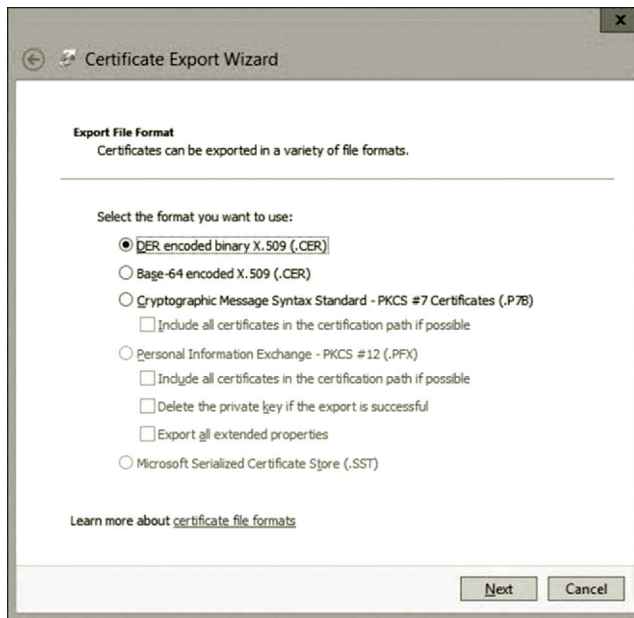 x
Certificate Export Wizard
Export File Format
Certificates can be exported in a variety of file formats.
Select the format you want to use:
DER encoded binary X.509 (.CER)
Base-64 encoded X.509 (.CER)
Cryptographic Message Syntax Standard - PKCS #7 Certificates (.P7B)
Include all certificates in the certification path if possible
Personal Information Exchange - PKCS #12 (.PFX)
Include all certificates in the certification path if possible
Delete the private key if the export is successful
Export all extended properties
Microsoft Serialized Certificate Store (.SST)
Learn more about certificate file formats
Next Cancel